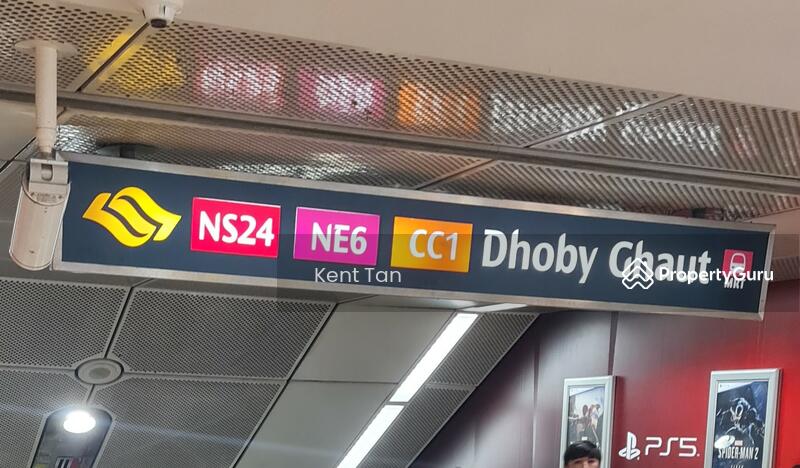 NS24 NE6 CC1 Dhoby Ghaut MRT
Kent Tan
PropertyGuru
PS5
SPIDER-MAN 2